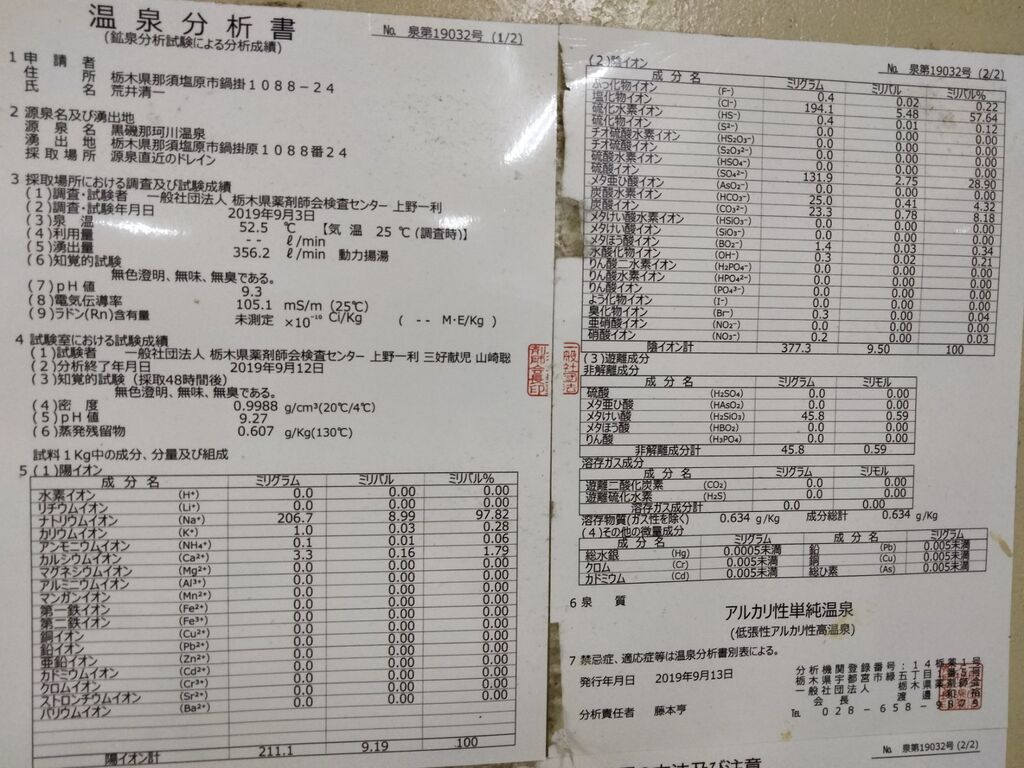 温泉分析書
(鉱泉分析試験による分析成績)
№ 泉第19032号 (1/2)
1 申請者
住所 栃木県那須塩原市鍋掛1088－24
氏名 荒井清一
2 源泉名及び湧出地
源泉名 黒磯那珂川温泉
湧出地 栃木県那須塩原市鍋掛原1088番24
採取場所 源泉直近のドレイン
3 採取場所における調査及び試験成績
(1)調査・試験者 一般社団法人 栃木県薬剤師会検査センター 上野一利
(2)調査・試験年月日 2019年9月3日
(3)泉温 52.5 ℃ 【気温 25 ℃ (調査時)】
(4)利用量 -- ℓ/min
(5)湧出量 356.2 ℓ/min 動力揚湯
(6)知覚的試験
無色澄明、無味、無臭である。
(7)pH値 9.3
(8)電気伝導率 105.1 mS/m (25℃)
(9)ラドン(Rn)含有量 未測定 ×10⁻¹⁰ Ci/Kg ( -- M・E/Kg )
4 試験室における試験成績
(1)試験者 一般社団法人 栃木県薬剤師会検査センター 上野一利 三好献児 山崎聡
(2)分析終了年月日 2019年9月12日
(3)知覚的試験 (採取48時間後)
無色澄明、無味、無臭である。
(4)密度 0.9988 g/cm³(20℃/4℃)
(5)pH値 9.27
(6)蒸発残留物 0.607 g/Kg(130℃)
試料1Kg中の成分、分量及び組成
5 (1)陽イオン
成分名 ミリグラム ミリバル ミリバル%
水素イオン (H⁺) 0.0 0.00 0.00
リチウムイオン (Li⁺) 0.0 0.00 0.00
ナトリウムイオン (Na⁺) 206.7 8.99 97.82
カリウムイオン (K⁺) 1.0 0.03 0.28
アンモニウムイオン (NH₄⁺) 0.1 0.01 0.06
カルシウムイオン (Ca²⁺) 3.3 0.16 1.79
マグネシウムイオン (Mg²⁺) 0.0 0.00 0.00
アルミニウムイオン (Al³⁺) 0.0 0.00 0.00
マンガンイオン (Mn²⁺) 0.0 0.00 0.00
第一鉄イオン (Fe²⁺) 0.0 0.00 0.00
第二鉄イオン (Fe³⁺) 0.0 0.00 0.00
銅イオン (Cu²⁺) 0.0 0.00 0.00
鉛イオン (Pb²⁺) 0.0 0.00 0.00
亜鉛イオン (Zn²⁺) 0.0 0.00 0.00
カドミウムイオン (Cd²⁺) 0.0 0.00 0.00
クロムイオン (Cr³⁺) 0.0 0.00 0.00
ストロンチウムイオン (Sr²⁺) 0.0 0.00 0.00
バリウムイオン (Ba²⁺) 0.0 0.00 0.00
陽イオン計 211.1 9.19 100
№ 泉第19032号 (2/2)
(2)陰イオン
成分名 ミリグラム ミリバル ミリバル%
ふっ化物イオン (F⁻) 0.4 0.02 0.22
塩化物イオン (Cl⁻) 194.1 5.48 57.64
硫化水素イオン (HS⁻) 0.4 0.01 0.12
硫化物イオン (S²⁻) 0.0 0.00 0.00
チオ硫酸水素イオン (HS₂O₃⁻) 0.0 0.00 0.00
チオ硫酸イオン (S₂O₃²⁻) 0.0 0.00 0.00
硫酸水素イオン (HSO₄⁻) 0.0 0.00 0.00
硫酸イオン (SO₄²⁻) 131.9 2.75 28.90
メタ亜ひ酸イオン (AsO₂⁻) 0.0 0.00 0.00
炭酸水素イオン (HCO₃⁻) 25.0 0.41 4.32
炭酸イオン (CO₃²⁻) 23.3 0.78 8.18
メタけい酸水素イオン (HSiO₃⁻) 0.0 0.00 0.00
メタけい酸イオン (SiO₃²⁻) 0.0 0.00 0.00
メタほう酸イオン (BO₂⁻) 1.4 0.03 0.34
水酸化物イオン (OH⁻) 0.3 0.02 0.21
りん酸二水素イオン (H₂PO₄⁻) 0.0 0.00 0.00
りん酸水素イオン (HPO₄²⁻) 0.0 0.00 0.00
りん酸イオン (PO₄³⁻) 0.0 0.00 0.00
よう化物イオン (I⁻) 0.0 0.00 0.00
臭化物イオン (Br⁻) 0.3 0.00 0.04
亜硝酸イオン (NO₂⁻) 0.0 0.00 0.00
硝酸イオン (NO₃⁻) 0.2 0.00 0.03
陰イオン計 377.3 9.50 100
(3)遊離成分
非解離成分
成分名 ミリグラム ミリモル
硫酸 (H₂SO₄) 0.0 0.00
メタ亜ひ酸 (HAsO₂) 0.0 0.00
メタけい酸 (H₂SiO₃) 45.8 0.59
メタほう酸 (HBO₂) 0.0 0.00
りん酸 (H₃PO₄) 0.0 0.00
非解離成分計 45.8 0.59
溶存ガス成分
成分名 ミリグラム ミリモル
遊離二酸化炭素 (CO₂) 0.0 0.00
遊離硫化水素 (H₂S) 0.0 0.00
溶存ガス成分計 0.0 0.00
溶存物質(ガス性を除く) 0.634 g/Kg 成分総計 0.634 g/Kg
(4)その他の微量成分
成分名 ミリグラム 成分名 ミリグラム
総水銀 (Hg) 0.0005未満 鉛 (Pb) 0.005未満
クロム (Cr) 0.005未満 銅 (Cu) 0.005未満
カドミウム (Cd) 0.005未満 総ひ素 (As) 0.005未満
6 泉質
アルカリ性単純温泉
(低張性アルカリ性高温泉)
7 禁忌症、適応症等は温泉分析書別表による。
発行年月日 2019年9月13日
分析機関登録番号:14栃薬1号
栃木県宇都宮市緑五丁目
一般社団法人 栃木県薬剤師会
会長 渡邊
℡ 028-658-
分析責任者 藤本亨
№ 泉第19032号 (2/2)
の方法及び注意